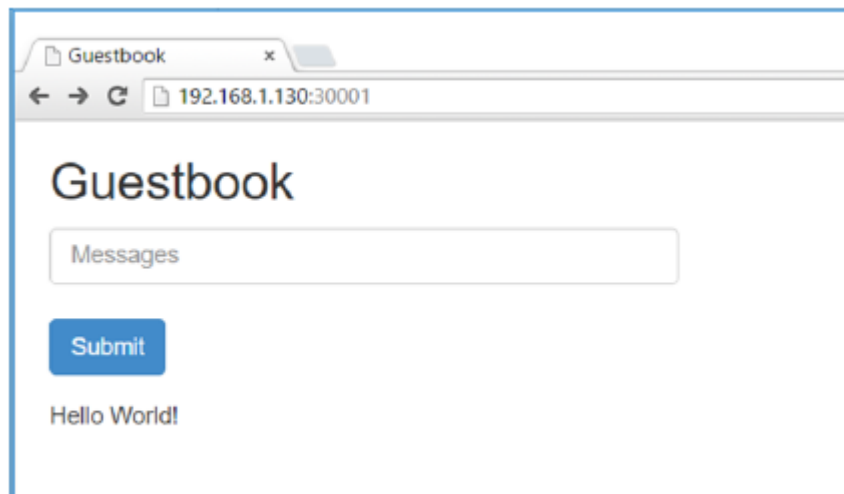 Guestbook
192.168.1.130:30001
Guestbook
Messages
Submit
Hello World!